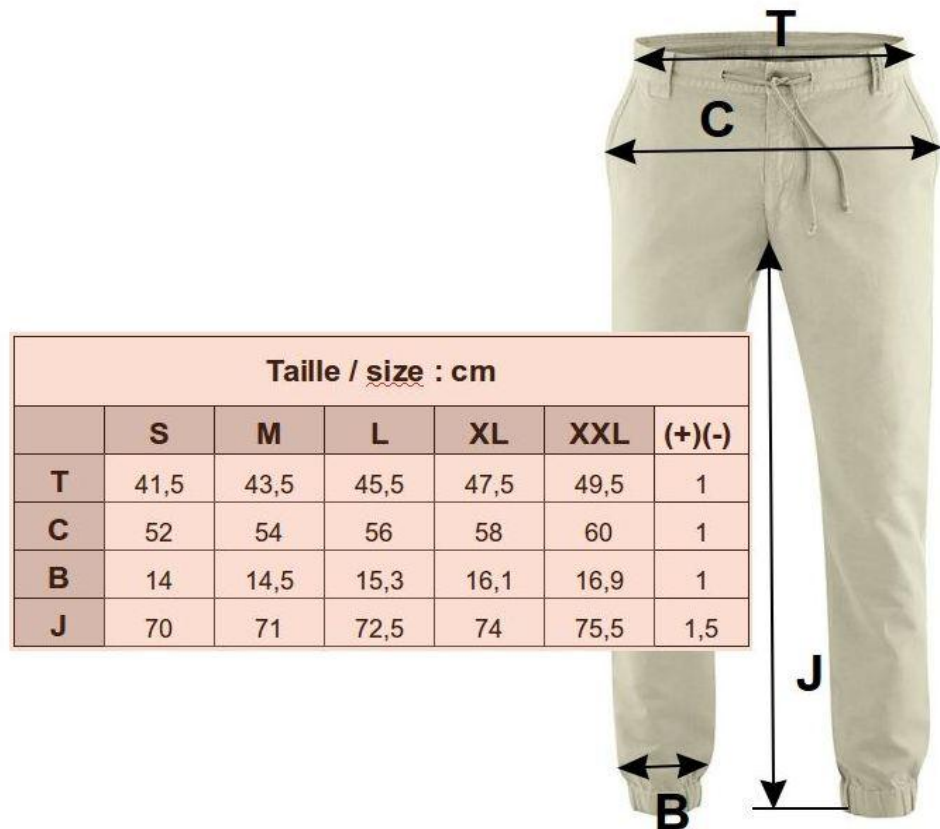 T
C
Taille / size : cm
S M L XL XXL (+)(-)
T 41,5 43,5 45,5 47,5 49,5 1
C 52 54 56 58 60 1
B 14 14,5 15,3 16,1 16,9 1
J 70 71 72,5 74 75,5 1,5
J
B